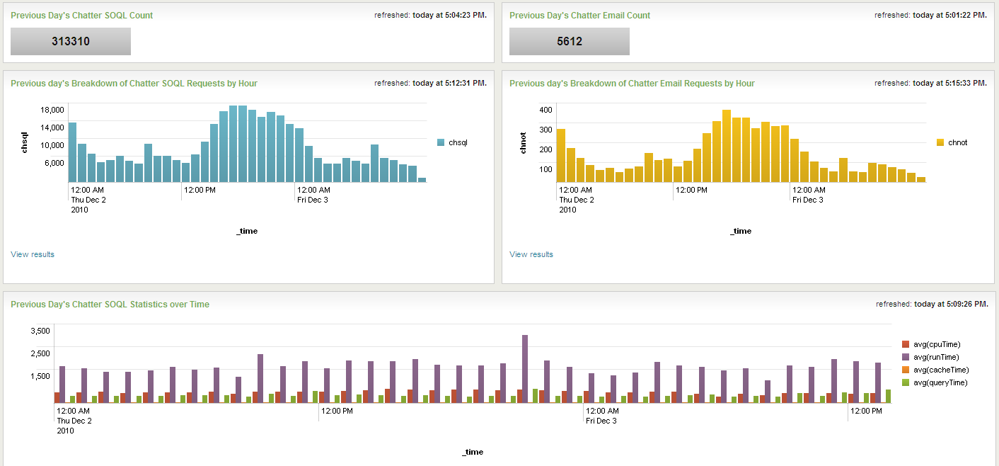 Previous Day's Chatter SOQL Count
refreshed: today at 5:04:23 PM.
313310
Previous Day's Chatter Email Count
refreshed: today at 5:01:22 PM.
5612
Previous day's Breakdown of Chatter SOQL Requests by Hour
refreshed: today at 5:12:31 PM.
18,000
14,000
10,000
6,000
chsql
chsql
12:00 AM
Thu Dec 2
2010
12:00 PM
12:00 AM
Fri Dec 3
_time
View results
Previous day's Breakdown of Chatter Email Requests by Hour
refreshed: today at 5:15:33 PM.
400
300
200
100
chnot
chnot
12:00 AM
Thu Dec 2
2010
12:00 PM
12:00 AM
Fri Dec 3
_time
View results
Previous Day's Chatter SOQL Statistics over Time
refreshed: today at 5:09:26 PM.
3,500
2,500
1,500
avg(cpuTime)
avg(runTime)
avg(cacheTime)
avg(queryTime)
12:00 AM
Thu Dec 2
2010
12:00 PM
12:00 AM
Fri Dec 3
12:00 PM
_time